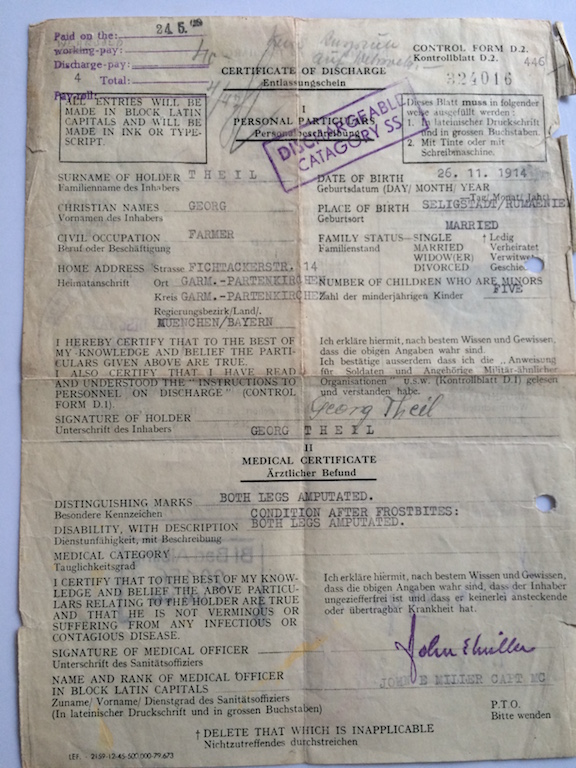 Paid on the:
working-pay:
Discharge-pay:
4 Total:
Pay-roll:
24. 5.
CONTROL FORM D.2.
Kontrollblatt D.2.
446
224016
CERTIFICATE OF DISCHARGE
Entlassungschein
ALL ENTRIES WILL BE
MADE IN BLOCK LATIN
CAPITALS AND WILL BE
MADE IN INK OR TYPE-
SCRIPT.
I
PERSONAL PARTICULARS
Personalbeschreibung
DISCHARGEABLE
CATAGORY SS
Dieses Blatt muss in folgender
weise ausgefüllt werden :
1. In lateinischer Druckschrift
und in grossen Buchstaben.
2. Mit Tinte oder mit
Schreibmaschine.
SURNAME OF HOLDER THEIL
Familienname des Inhabers
DATE OF BIRTH 26. 11. 1914
Geburtsdatum (DAY/ MONTH/ YEAR
Tag/Monat/Jahr)
CHRISTIAN NAMES GEORG
Vornamen des Inhabers
PLACE OF BIRTH SELIGSTADT/RUMAENIE
Geburtsort
CIVIL OCCUPATION FARMER
Beruf oder Beschäftigung
MARRIED
FAMILY STATUS— SINGLE † Ledig
Familienstand MARRIED Verheiratet
WIDOW(ER) Verwitwe
DIVORCED Geschie
HOME ADDRESS Strasse FICHTACKERSTR. 14
Heimatanschrift Ort GARM.-PARTENKIRCHEN
Kreis GARM.-PARTENKIRCHEN
Regierungsbezirk/Land/.
MUENCHEN/BAYERN
NUMBER OF CHILDREN WHO ARE MINORS
Zahl der minderjährigen Kinder FIVE
I HEREBY CERTIFY THAT TO THE BEST OF
MY KNOWLEDGE AND BELIEF THE PARTI-
CULARS GIVEN ABOVE ARE TRUE.
I ALSO CERTIFY THAT I HAVE READ
AND UNDERSTOOD THE "INSTRUCTIONS TO
PERSONNEL ON DISCHARGE" (CONTROL
FORM D.1)
Ich erkläre hiermit, nach bestem Wissen und Gewissen,
dass die obigen Angaben wahr sind.
Ich bestätige ausserdem dass ich die „Anweisung
für Soldaten und Angehörige Militär-ähnlicher
Organisationen" u.s.w. (Kontrollblatt D.1) gelesen
und verstanden habe.
Georg Theil
SIGNATURE OF HOLDER
Unterschrift des Inhabers
GEORG THEIL
II
MEDICAL CERTIFICATE
Ärztlicher Befund
DISTINGUISHING MARKS BOTH LEGS AMPUTATED.
Besondere Kennzeichen
CONDITION AFTER FROSTBITES:
DISABILITY, WITH DESCRIPTION BOTH LEGS AMPUTATED.
Dienstunfähigkeit, mit Beschreibung
MEDICAL CATEGORY
Tauglichkeitsgrad
I CERTIFY THAT TO THE BEST OF MY KNOW-
LEDGE AND BELIEF THE ABOVE PARTICU-
LARS RELATING TO THE HOLDER ARE TRUE
AND THAT HE IS NOT VERMINOUS OR
SUFFERING FROM ANY INFECTIOUS OR
CONTAGIOUS DISEASE.
Ich erkläre hiermit, nach bestem Wissen und Gewissen,
dass die obigen Angaben wahr sind, dass der Inhaber
ungezieferfrei ist und dass er keinerlei ansteckende
oder übertragbar Krankheit hat.
SIGNATURE OF MEDICAL OFFICER
Unterschrift des Sanitätsoffiziers
John E Miller
NAME AND RANK OF MEDICAL OFFICER
IN BLOCK LATIN CAPITALS
JOHN E MILLER CAPT MC
Zuname/ Vorname/ Dienstgrad des Sanitätsoffiziers
(In lateinischer Druckschrift und in grossen Buchstaben)
P.T.O.
Bitte wenden
† DELETE THAT WHICH IS INAPPLICABLE
Nichtzutreffendes durchstreichen